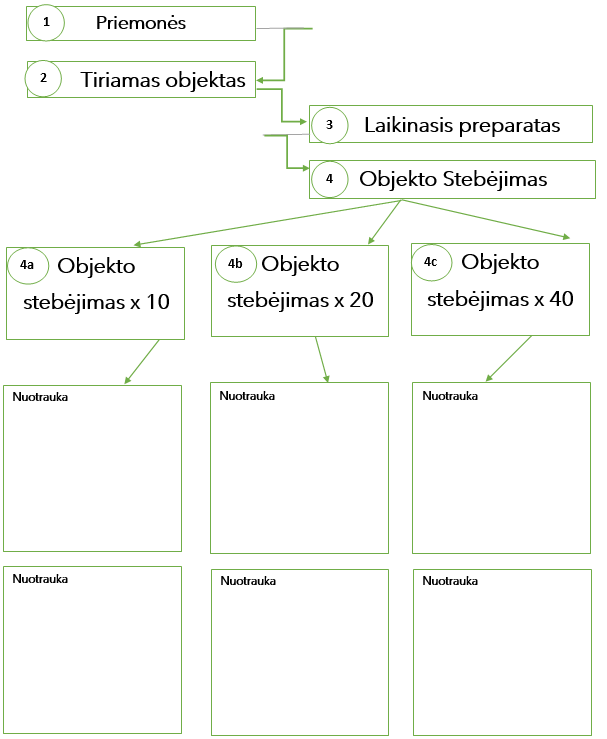 1 Priemonės
2 Tiriamas objektas
3 Laikinasis preparatas
4 Objekto Stebėjimas
4a Objekto
stebėjimas x 10
4b Objekto
stebėjimas x 20
4c Objekto
stebėjimas x 40
Nuotrauka
Nuotrauka
Nuotrauka
Nuotrauka
Nuotrauka
Nuotrauka